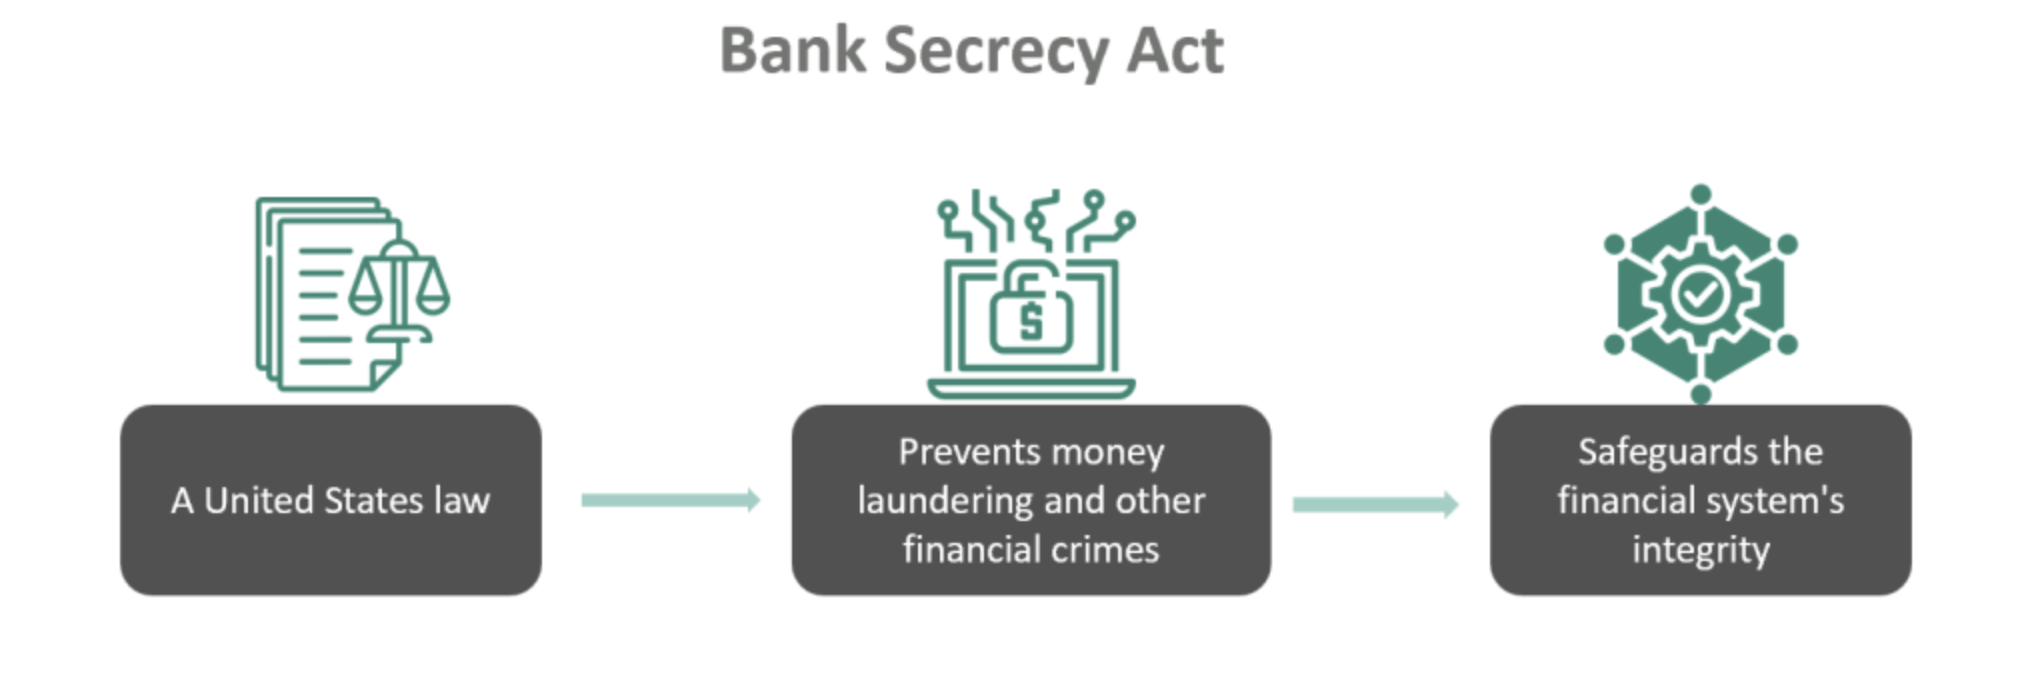 Bank Secrecy Act
$
A United States law
Prevents money
laundering and other
financial crimes
Safeguards the
financial system's
integrity